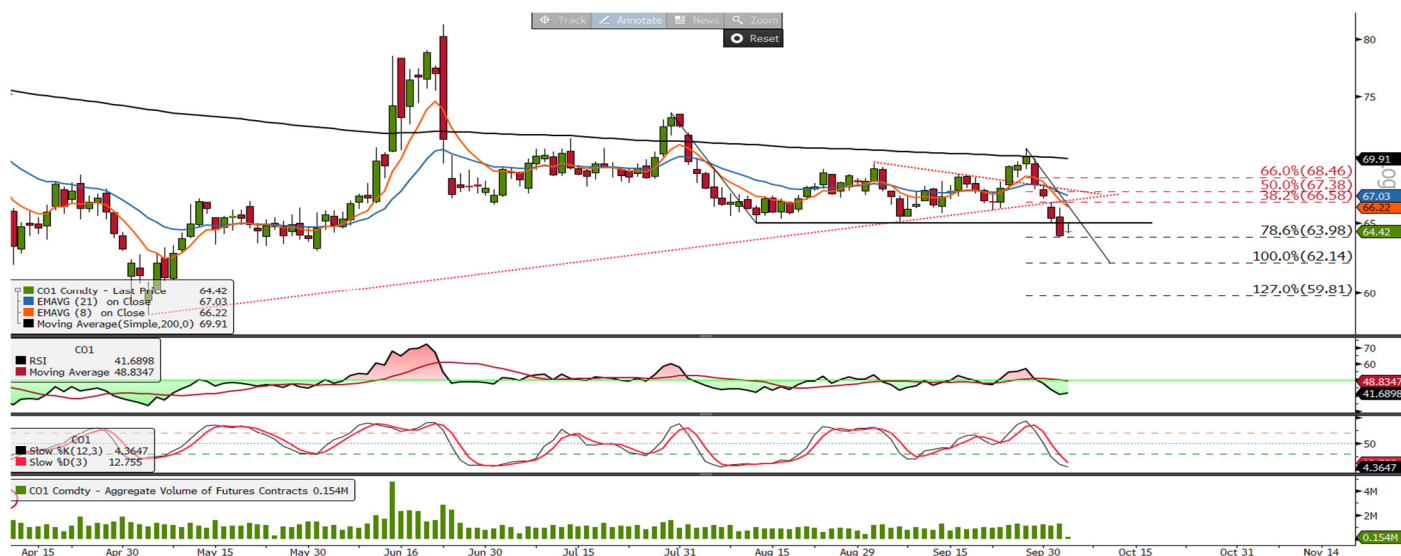 Track Annotate News Zoom
Reset
80
75
69.91
66.0%(68.46)
50.0%(67.38)
67.03
38.2%(66.58)
66.22
65
64.42
78.6%(63.98)
100.0%(62.14)
60
127.0%(59.81)
CO1 Comdty - Last Price 64.42
EMAVG (21) on Close 67.03
EMAVG (8) on Close 66.22
Moving Average(Simple,200,0) 69.91
CO1
RSI 41.6898
Moving Average 48.8347
70
60
48.8347
41.6898
CO1
Slow %K(12,3) 4.3647
Slow %D(3) 12.755
50
4.3647
CO1 Comdty - Aggregate Volume of Futures Contracts 0.154M
4M
2M
0.154M
Apr 15 Apr 30 May 15 May 30 Jun 16 Jun 30 Jul 15 Jul 31 Aug 15 Aug 29 Sep 15 Sep 30 Oct 15 Oct 31 Nov 14